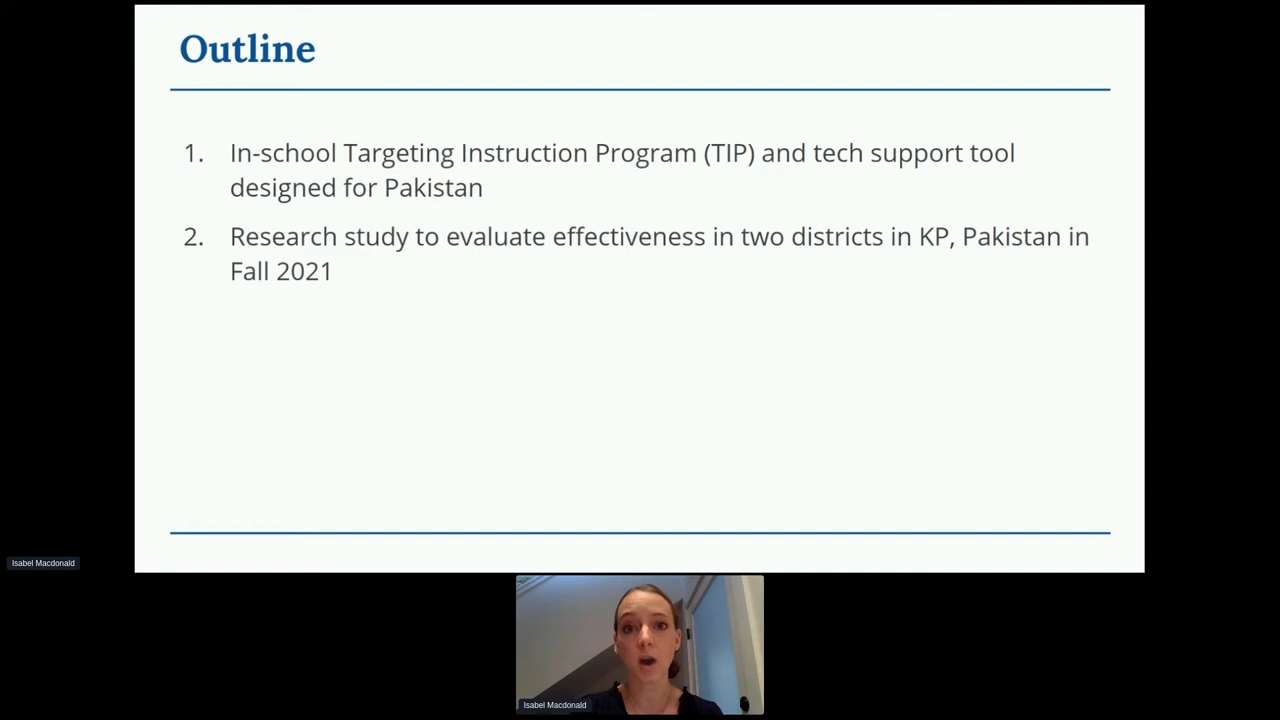 Outline
1. In-school Targeting Instruction Program (TIP) and tech support tool
designed for Pakistan
2. Research study to evaluate effectiveness in two districts in KP, Pakistan in
Fall 2021
Isabel Macdonald
Isabel Macdonald